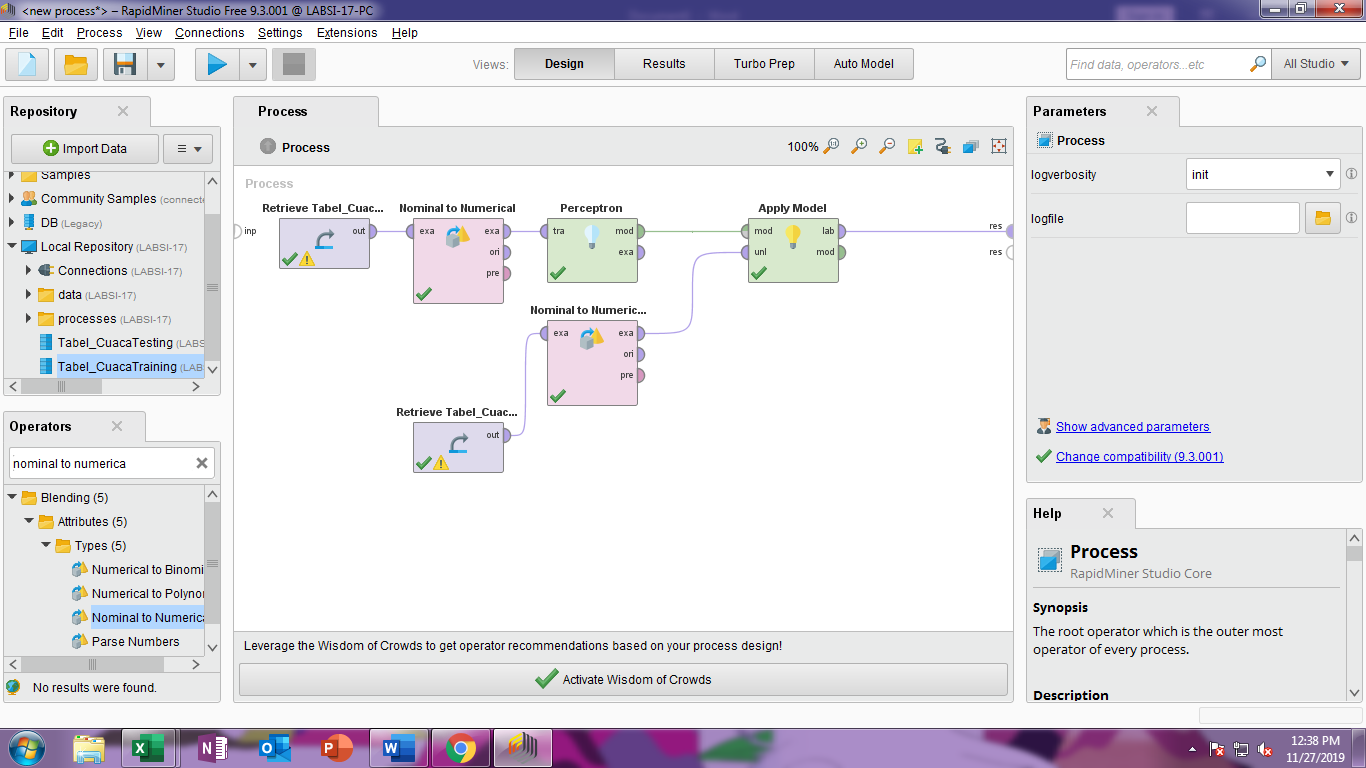 <new process*> – RapidMiner Studio Free 9.3.001 @ LABSI-17-PC
File Edit Process View Connections Settings Extensions Help
Views: Design Results Turbo Prep Auto Model
Find data, operators...etc
All Studio
Repository
Import Data
Samples
Community Samples (connecte
DB (Legacy)
Local Repository (LABSI-17)
Connections (LABSI-17)
data (LABSI-17)
processes (LABSI-17)
Tabel_CuacaTesting (LABS
Tabel_CuacaTraining (LAB
Operators
nominal to numerica
Blending (5)
Attributes (5)
Types (5)
Numerical to Binomi
Numerical to Polynor
Nominal to Numerica
Parse Numbers
No results were found.
Process
Process
100%
Process
inp
Retrieve Tabel_Cuac...
out
Nominal to Numerical
exa exa
ori
pre
Perceptron
tra mod
exa
Apply Model
mod lab
unl mod
res
res
Nominal to Numeric...
exa exa
ori
pre
Retrieve Tabel_Cuac...
out
Leverage the Wisdom of Crowds to get operator recommendations based on your process design!
Activate Wisdom of Crowds
Parameters
Process
logverbosity init
logfile
Show advanced parameters
Change compatibility (9.3.001)
Help
Process
RapidMiner Studio Core
Synopsis
The root operator which is the outer most
operator of every process.
Description
12:38 PM
11/27/2019